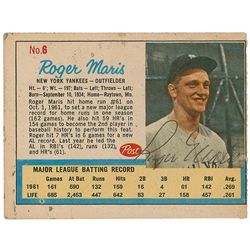 No.6
Roger Maris
NEW YORK YANKEES - OUTFIELDER
Ht. - 6'; Wt. - 197; Bats - Left; Throws - Left;
Born-September 10, 1934; Home-Raytown, Mo.
Roger Maris hit home run #61 on
Oct. 1, 1961, to set a new major league
record for home runs in one season
(162 games). He also hit 59 HR's in
154 games to become the 2nd player in
baseball history to perform this feat.
Roger hit 7 HR's in 6 games for a new
AL record. Last year he led the
AL in RBI's (142), runs (132),
and HR's (61).
Post
Roger Maris
MAJOR LEAGUE BATTING RECORD
Games At Bat Runs Hits 2B 3B HR RBI Avg.
1961 161 590 132 159 16 4 61 142 .269
LIFE 685 2,463 447 642 83 27 158 .261